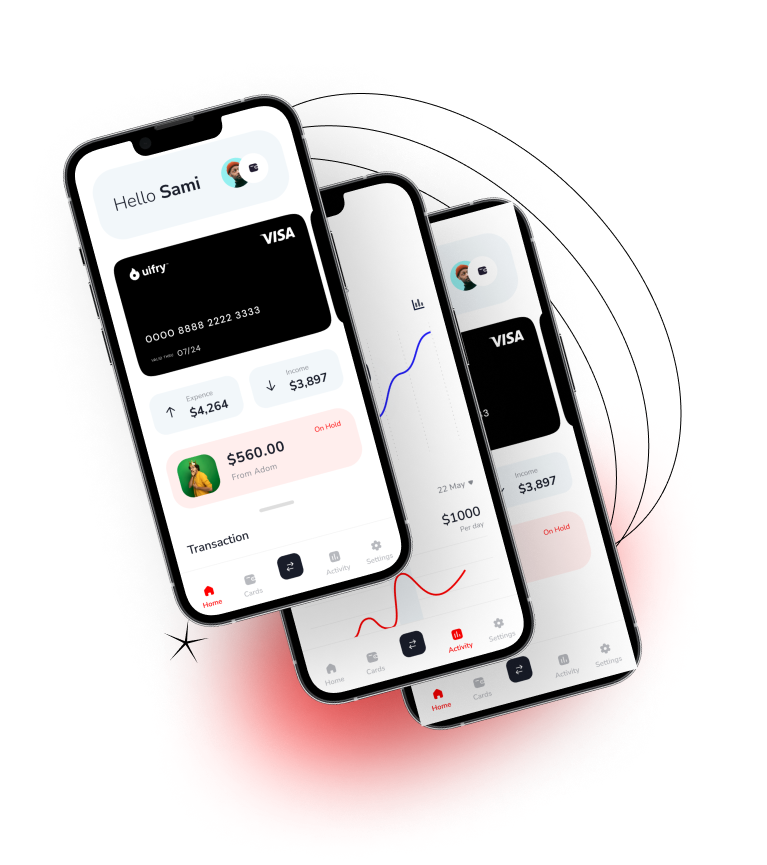 Hello Sami
uifry
VISA
0000 8888 2222 3333
VALID THRU 07/24
Expence
$4,264
Income
$3,897
$560.00
From Adom
On Hold
Transaction
Home
Cards
Activity
Settings
22 May
$1000
Per day
Home
Cards
Activity
Settings
VISA
3
Income
$3,897
On Hold
Home
Cards
Activity
Settings